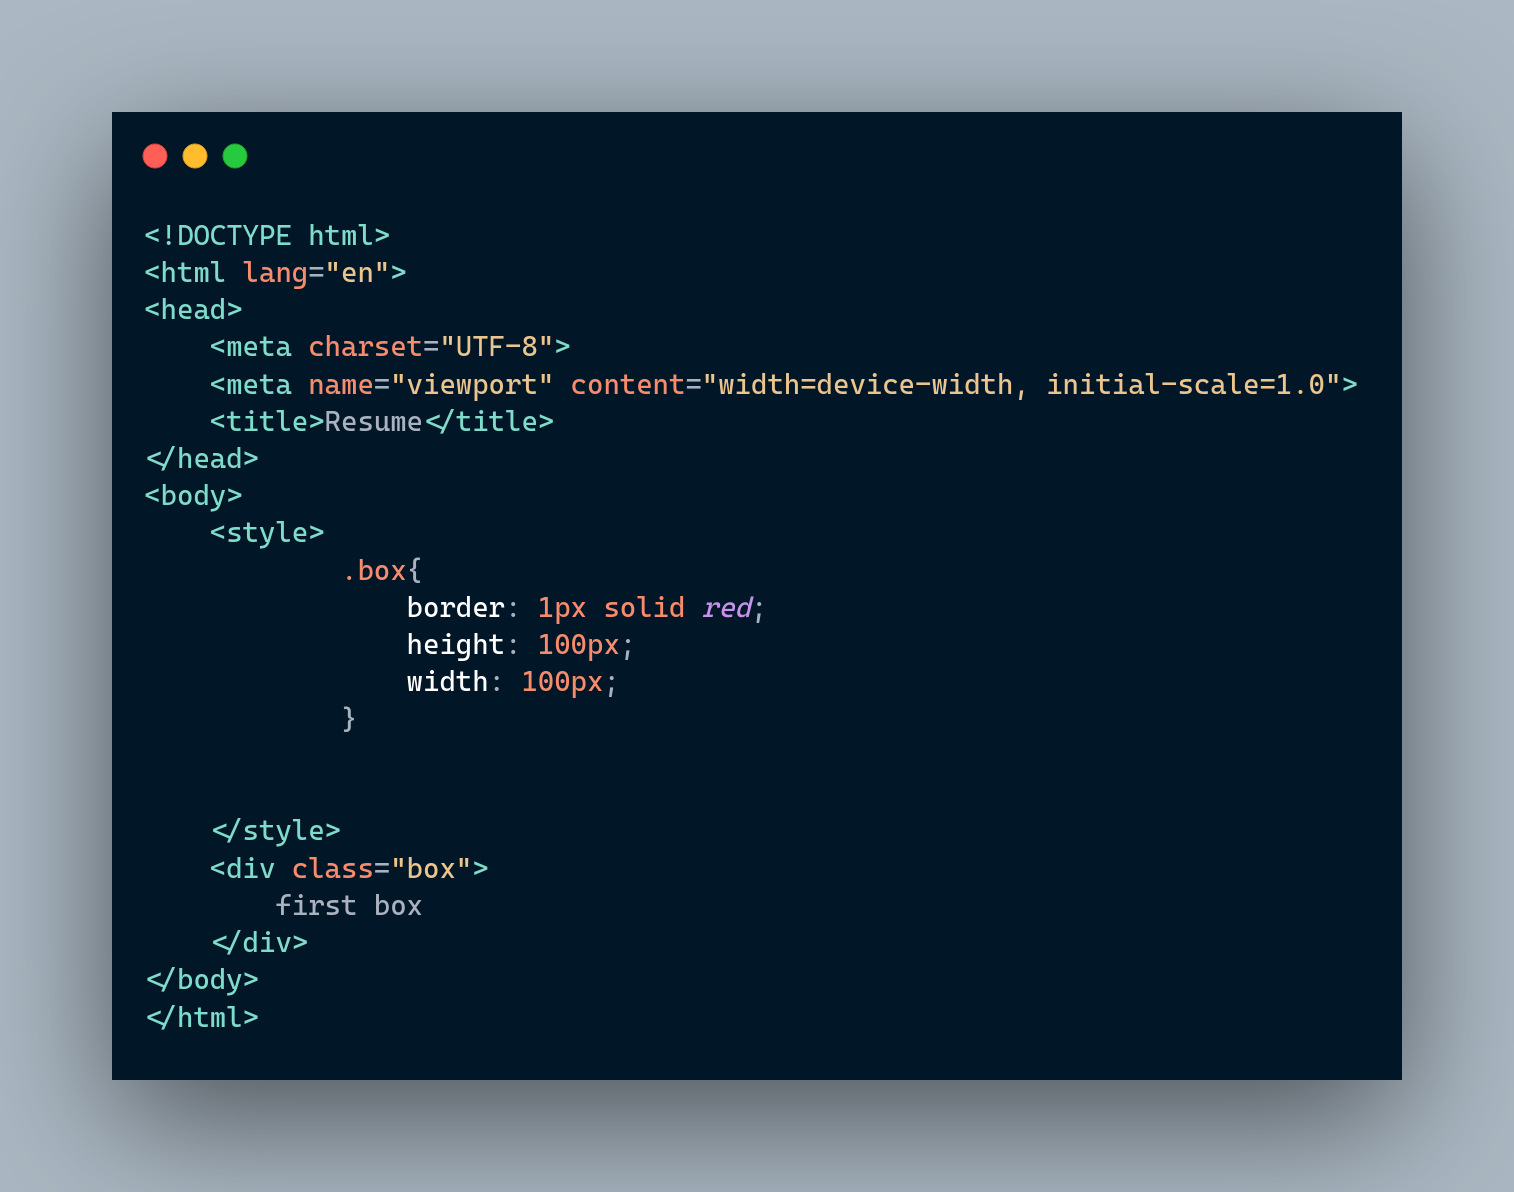 <!DOCTYPE html>
<html lang="en">
<head>
    <meta charset="UTF-8">
    <meta name="viewport" content="width=device-width, initial-scale=1.0">
    <title>Resume</title>
</head>
<body>
    <style>
            .box{
                border: 1px solid red;
                height: 100px;
                width: 100px;
            }
    </style>
    <div class="box">
        first box
    </div>
</body>
</html>